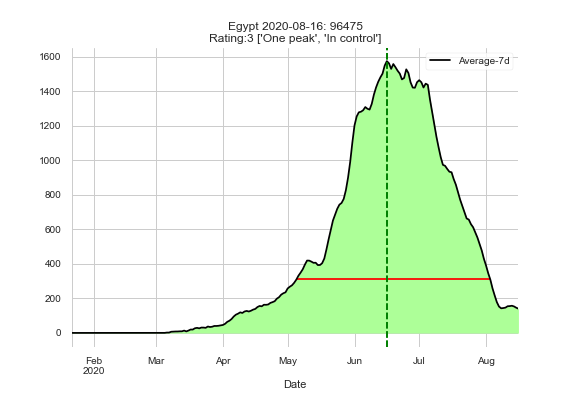 Egypt 2020-08-16: 96475
Rating:3 ['One peak', 'In control']
Average-7d
1600
1400
1200
1000
800
600
400
200
0
Feb
2020
Mar
Apr
May
Jun
Jul
Aug
Date